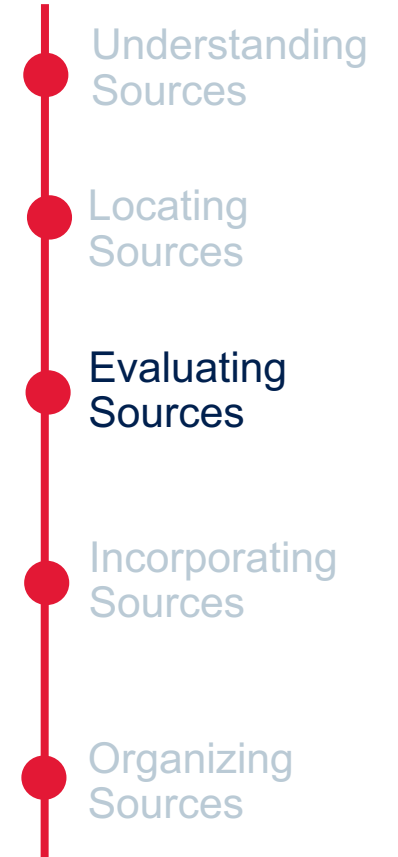 Understanding
Sources
Locating
Sources
Evaluating
Sources
Incorporating
Sources
Organizing
Sources